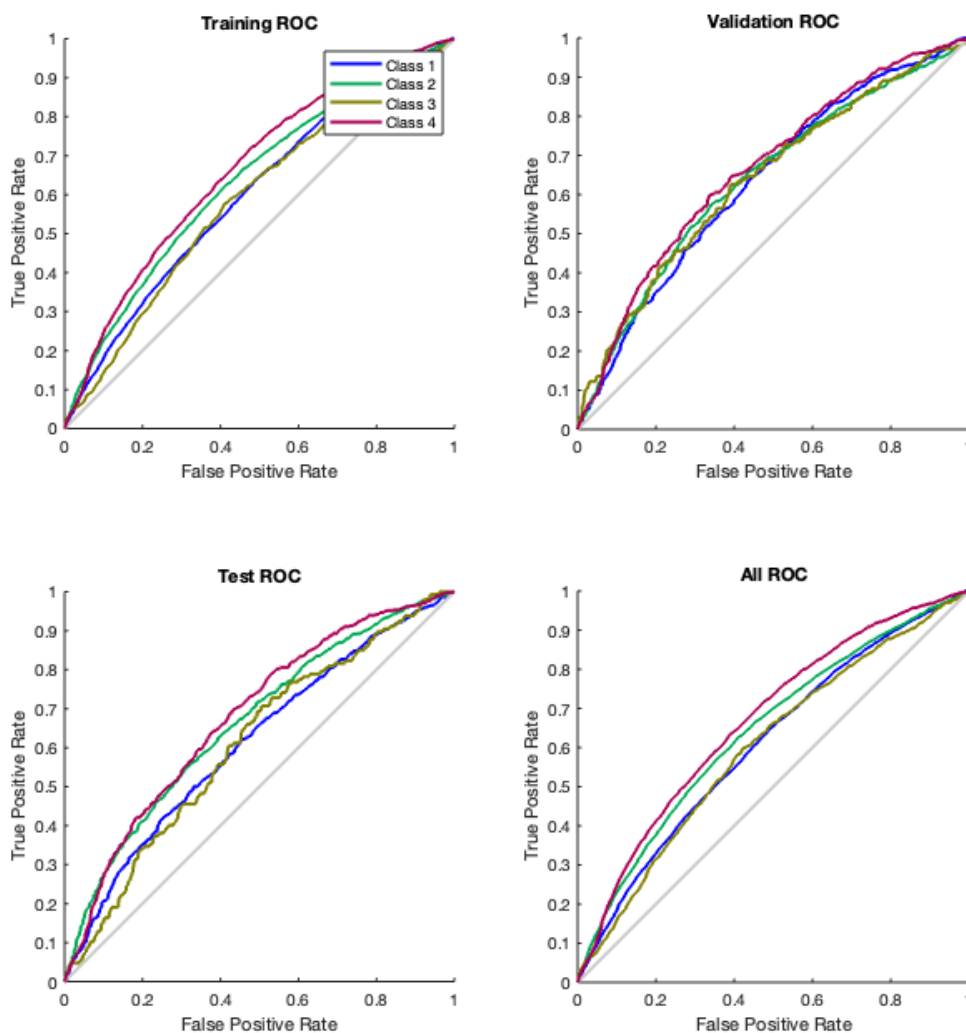 Training ROC
1
0.9
0.8
0.7
0.6
0.5
0.4
0.3
0.2
0.1
0
True Positive Rate
Class 1
Class 2
Class 3
Class 4
0 0.2 0.4 0.6 0.8 1
False Positive Rate
Validation ROC
1
0.9
0.8
0.7
0.6
0.5
0.4
0.3
0.2
0.1
0
True Positive Rate
0 0.2 0.4 0.6 0.8 1
False Positive Rate
Test ROC
1
0.9
0.8
0.7
0.6
0.5
0.4
0.3
0.2
0.1
0
True Positive Rate
0 0.2 0.4 0.6 0.8 1
False Positive Rate
All ROC
1
0.9
0.8
0.7
0.6
0.5
0.4
0.3
0.2
0.1
0
True Positive Rate
0 0.2 0.4 0.6 0.8 1
False Positive Rate